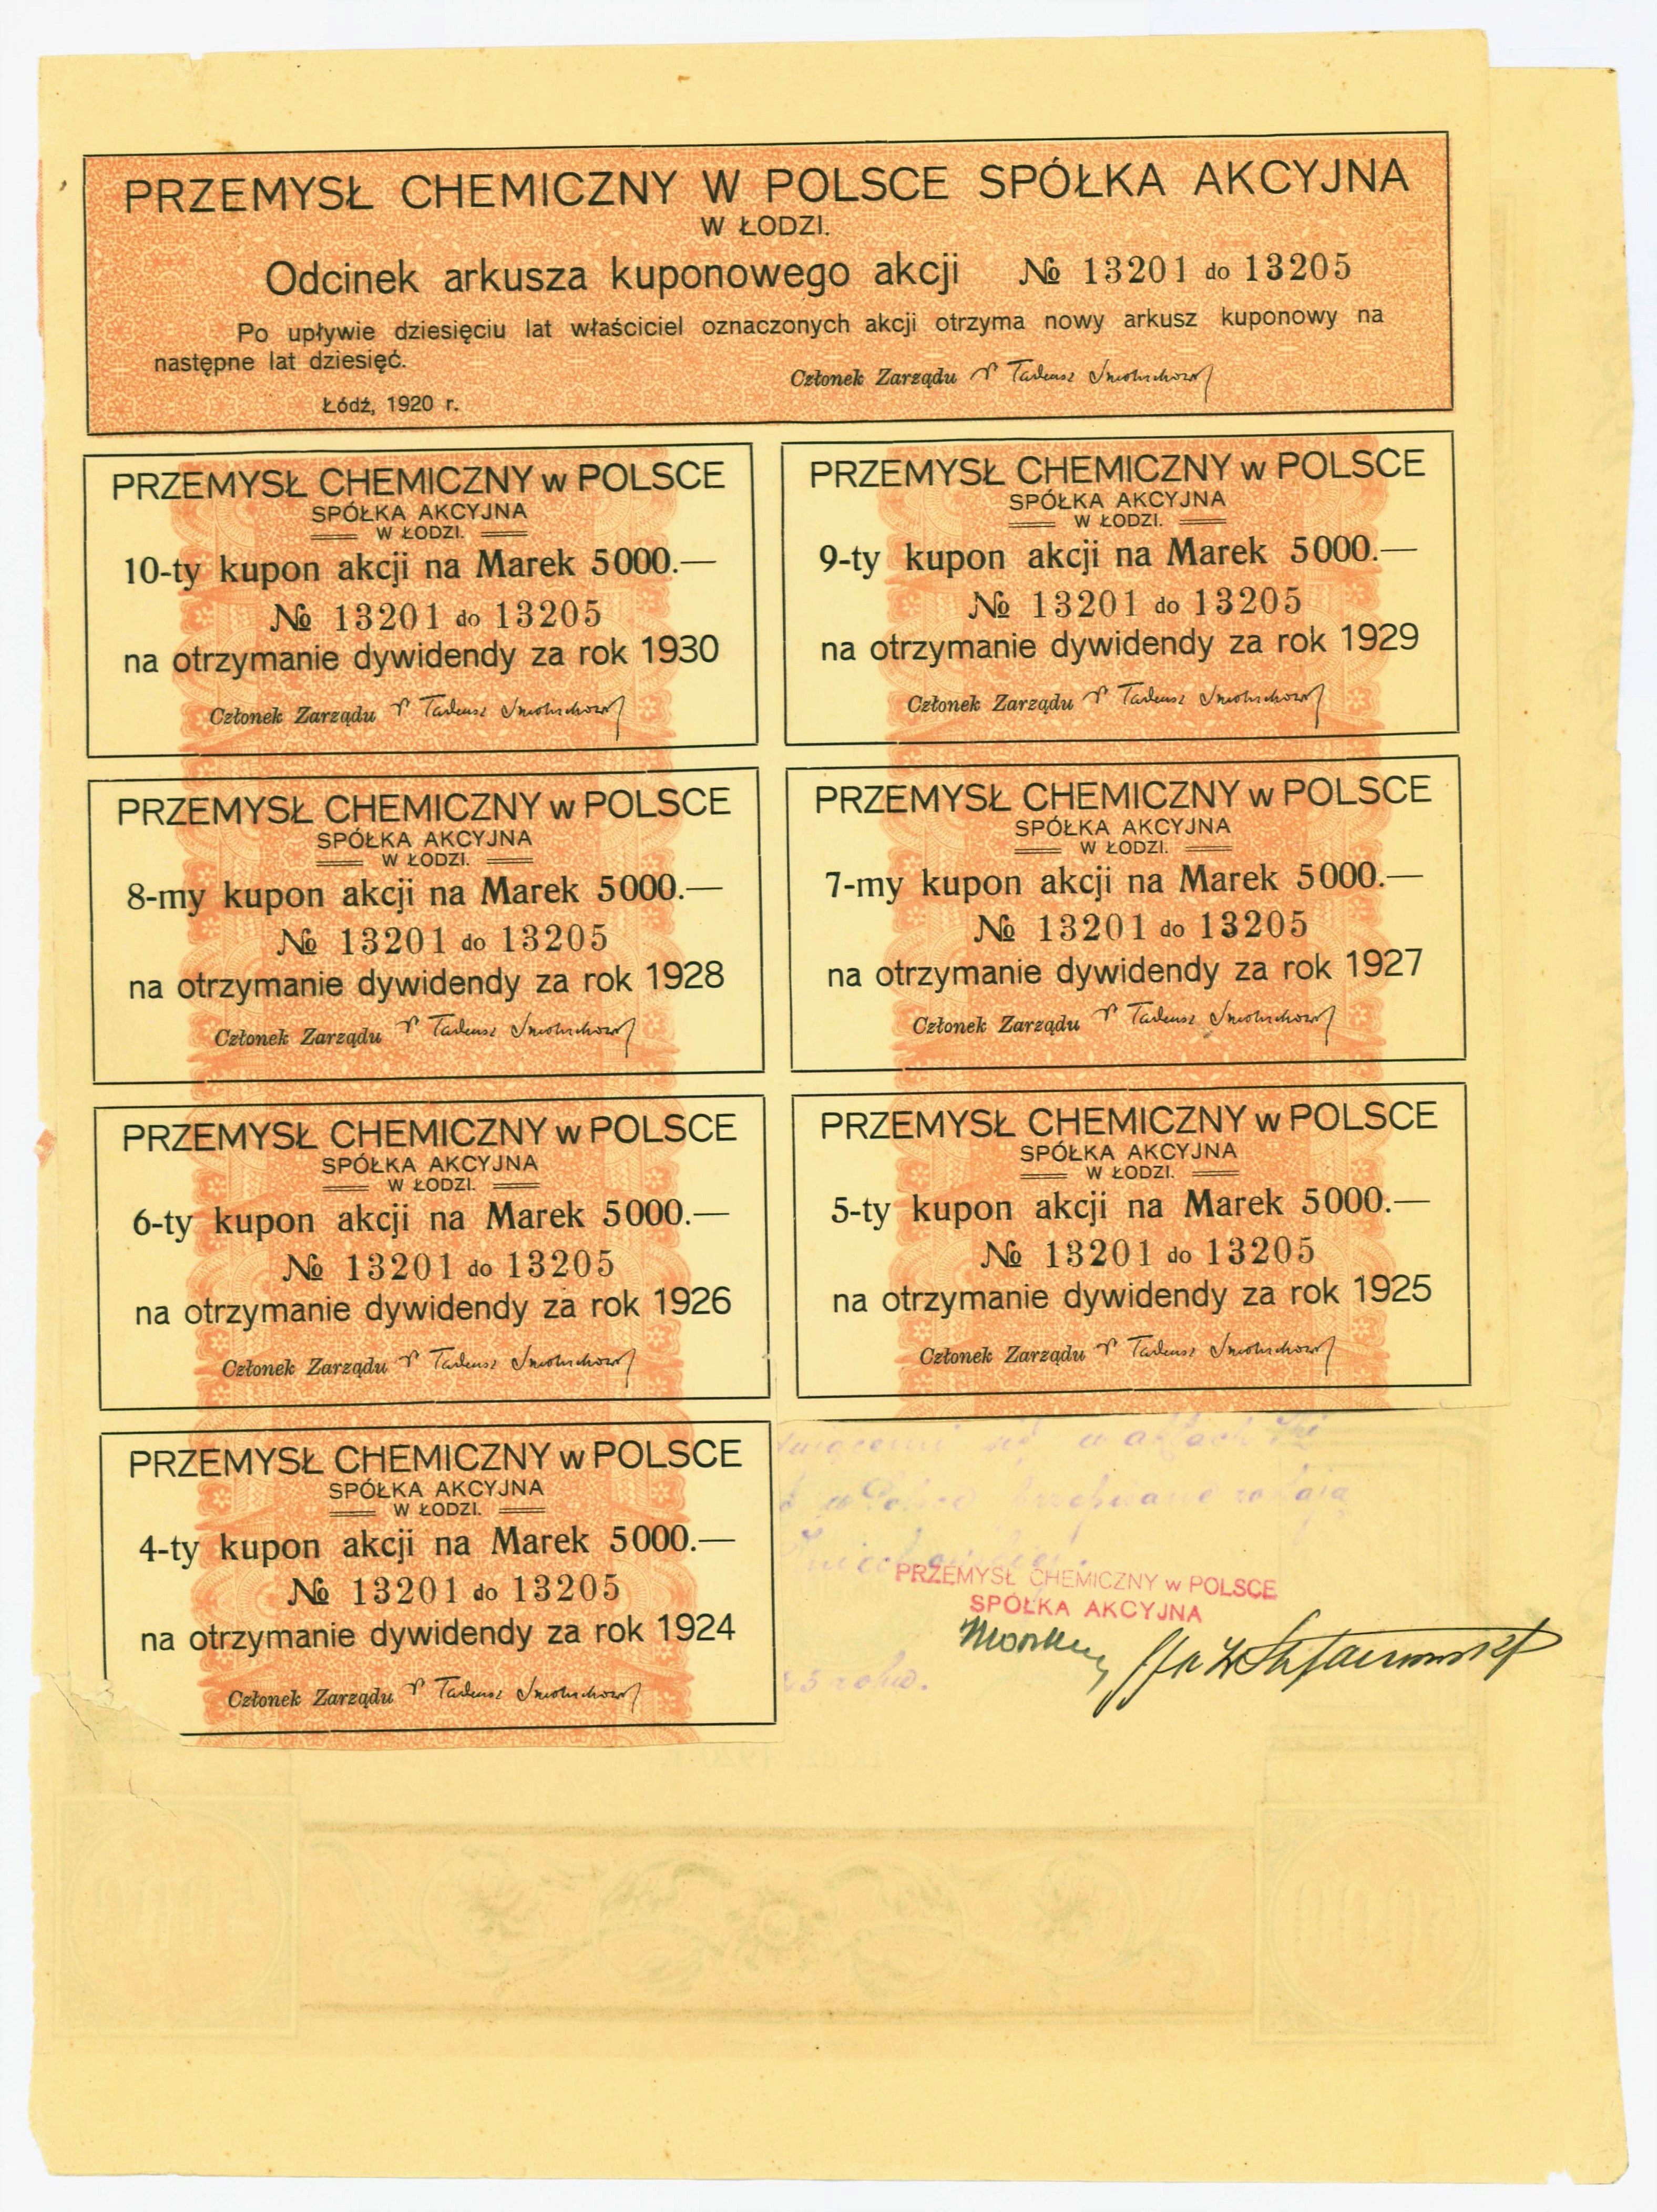 PRZEMYSŁ CHEMICZNY W POLSCE SPÓŁKA AKCYJNA
W ŁODZI.
Odcinek arkusza kuponowego akcji № 13201 do 13205
Po upływie dziesięciu lat właściciel oznaczonych akcji otrzyma nowy arkusz kuponowy na
następne lat dziesięć.
Członek Zarządu Tadeusz
Łódź, 1920 r.
PRZEMYSŁ CHEMICZNY w POLSCE
SPÓŁKA AKCYJNA
W ŁODZI.
10-ty kupon akcji na Marek 5000.—
№ 13201 do 13205
na otrzymanie dywidendy za rok 1930
Członek Zarządu Tadeusz
PRZEMYSŁ CHEMICZNY w POLSCE
SPÓŁKA AKCYJNA
W ŁODZI.
9-ty kupon akcji na Marek 5000.—
№ 13201 do 13205
na otrzymanie dywidendy za rok 1929
Członek Zarządu Tadeusz
PRZEMYSŁ CHEMICZNY w POLSCE
SPÓŁKA AKCYJNA
W ŁODZI.
8-my kupon akcji na Marek 5000.—
№ 13201 do 13205
na otrzymanie dywidendy za rok 1928
Członek Zarządu Tadeusz
PRZEMYSŁ CHEMICZNY w POLSCE
SPÓŁKA AKCYJNA
W ŁODZI.
7-my kupon akcji na Marek 5000.—
№ 13201 do 13205
na otrzymanie dywidendy za rok 1927
Członek Zarządu Tadeusz
PRZEMYSŁ CHEMICZNY w POLSCE
SPÓŁKA AKCYJNA
W ŁODZI.
6-ty kupon akcji na Marek 5000.—
№ 13201 do 13205
na otrzymanie dywidendy za rok 1926
Członek Zarządu Tadeusz
PRZEMYSŁ CHEMICZNY w POLSCE
SPÓŁKA AKCYJNA
W ŁODZI.
5-ty kupon akcji na Marek 5000.—
№ 13201 do 13205
na otrzymanie dywidendy za rok 1925
Członek Zarządu Tadeusz
PRZEMYSŁ CHEMICZNY w POLSCE
SPÓŁKA AKCYJNA
W ŁODZI.
4-ty kupon akcji na Marek 5000.—
№ 13201 do 13205
na otrzymanie dywidendy za rok 1924
Członek Zarządu Tadeusz
PRZEMYSŁ CHEMICZNY w POLSCE
SPÓŁKA AKCYJNA
3 roku.